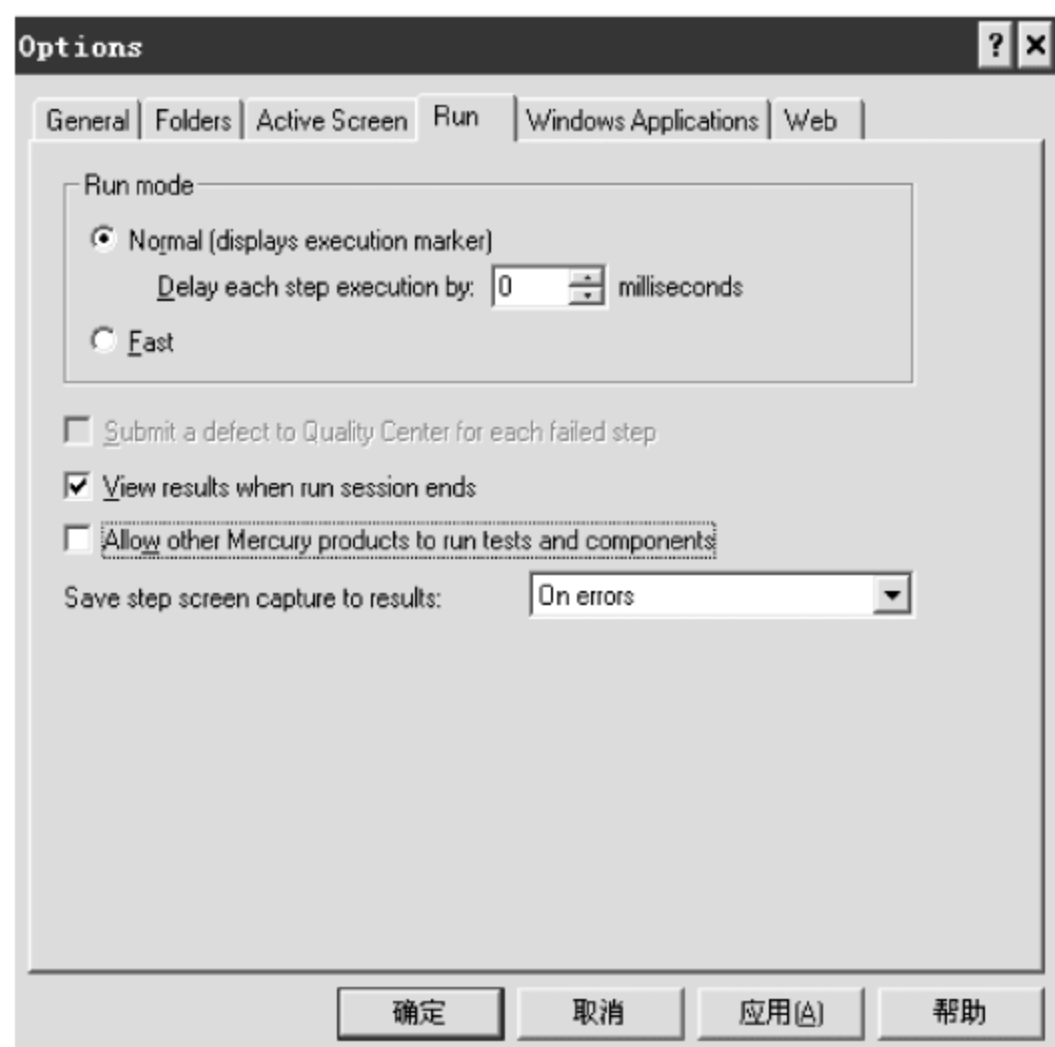 Options
General Folders Active Screen Run Windows Applications Web
Run mode
Normal (displays execution marker)
Delay each step execution by: 0 milliseconds
Fast
Submit a defect to Quality Center for each failed step
View results when run session ends
Allow other Mercury products to run tests and components
Save step screen capture to results: On errors
确定 取消 应用(A) 帮助